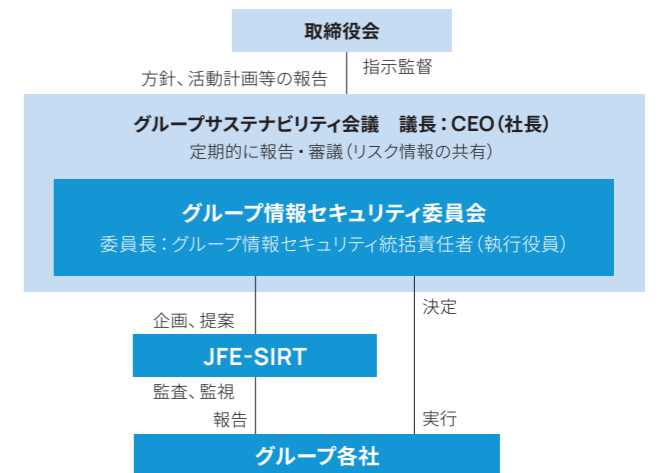 取締役会
方針、活動計画等の報告
指示監督
グループサステナビリティ会議　議長：CEO（社長）
定期的に報告・審議（リスク情報の共有）
グループ情報セキュリティ委員会
委員長：グループ情報セキュリティ統括責任者（執行役員）
企画、提案
決定
JFE-SIRT
監査、監視
報告
実行
グループ各社